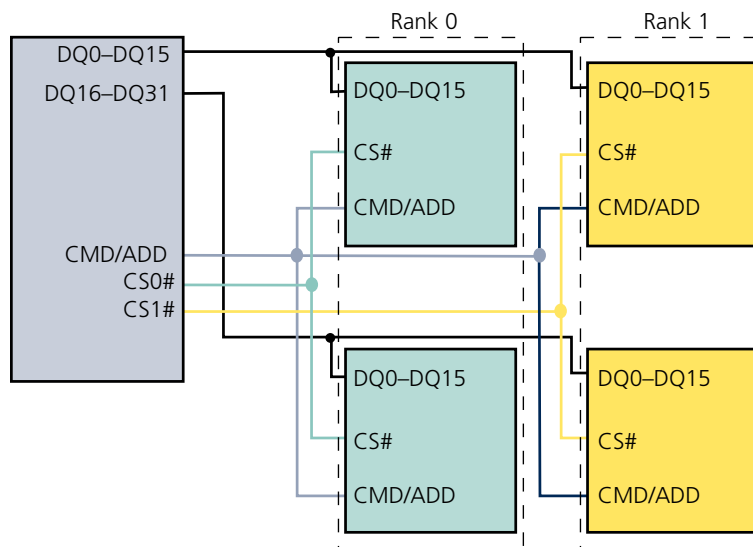 Rank 0
Rank 1
DQ0–DQ15
DQ16–DQ31
CMD/ADD
CS0#
CS1#
DQ0–DQ15
CS#
CMD/ADD
DQ0–DQ15
CS#
CMD/ADD
DQ0–DQ15
CS#
CMD/ADD
DQ0–DQ15
CS#
CMD/ADD